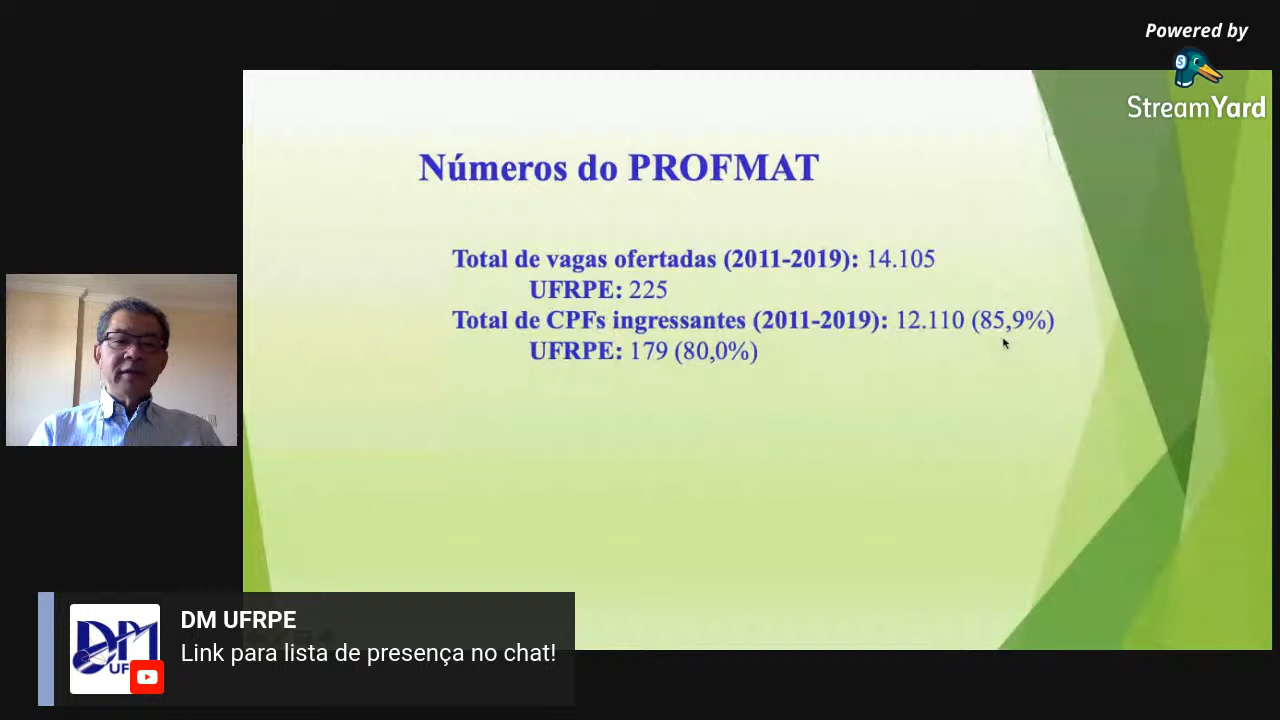 Powered by
StreamYard
Números do PROFMAT
Total de vagas ofertadas (2011-2019): 14.105
UFRPE: 225
Total de CPFs ingressantes (2011-2019): 12.110 (85,9%)
UFRPE: 179 (80,0%)
DM UFRPE
Link para lista de presença no chat!
DM
UF